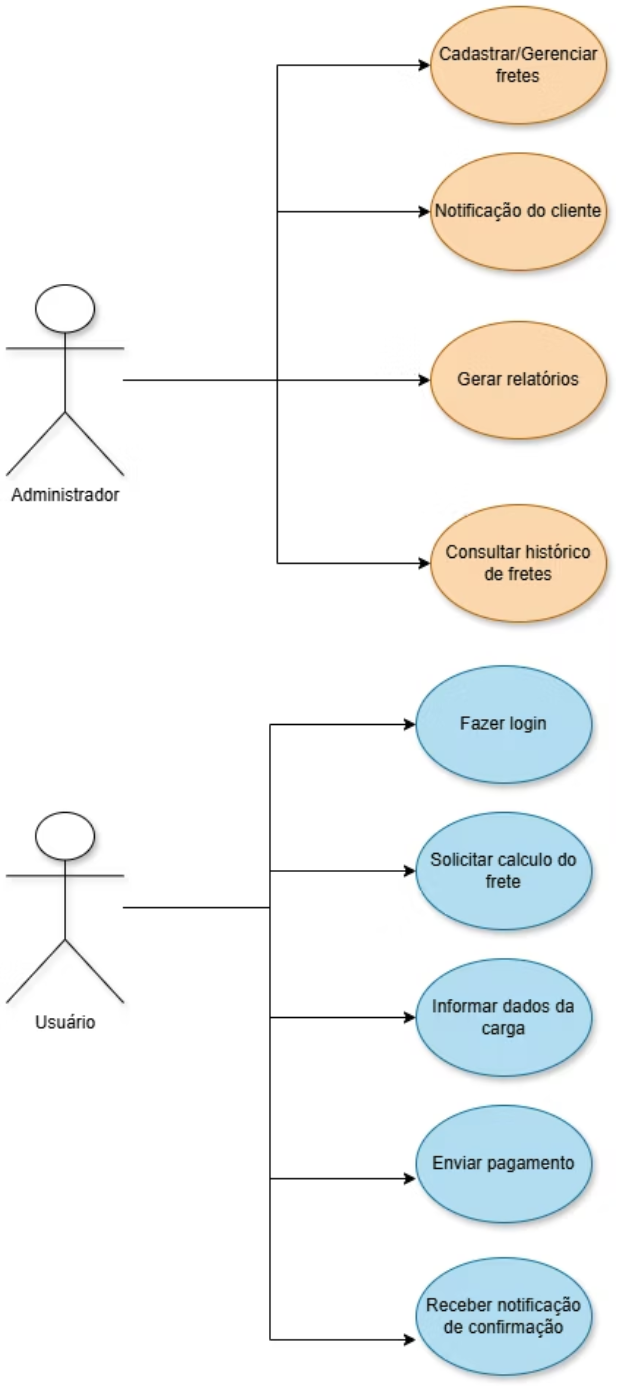 Cadastrar/Gerenciar
fretes
Notificação do cliente
Gerar relatórios
Administrador
Consultar histórico
de fretes
Fazer login
Solicitar calculo do
frete
Informar dados da
carga
Usuário
Enviar pagamento
Receber notificação
de confirmação